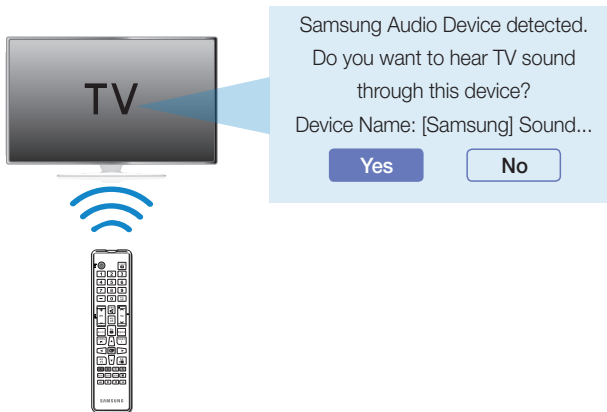 Samsung Audio Device detected.
Do you want to hear TV sound
through this device?
Device Name: [Samsung] Sound...
Yes
No
TV
SAMSUNG